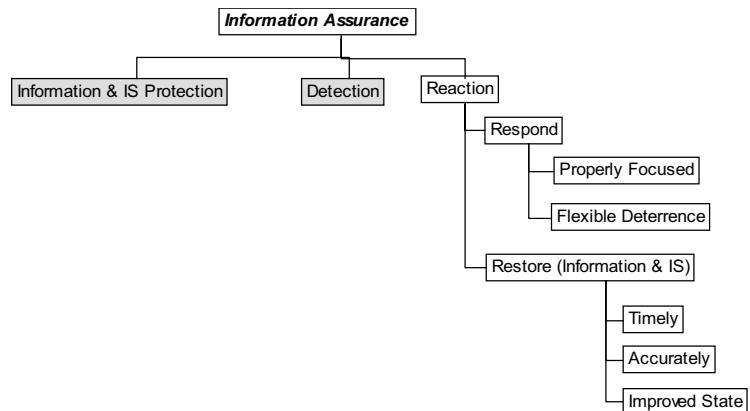 Information Assurance
Information & IS Protection
Detection
Reaction
Respond
Properly Focused
Flexible Deterrence
Restore (Information & IS)
Timely
Accurately
Improved State